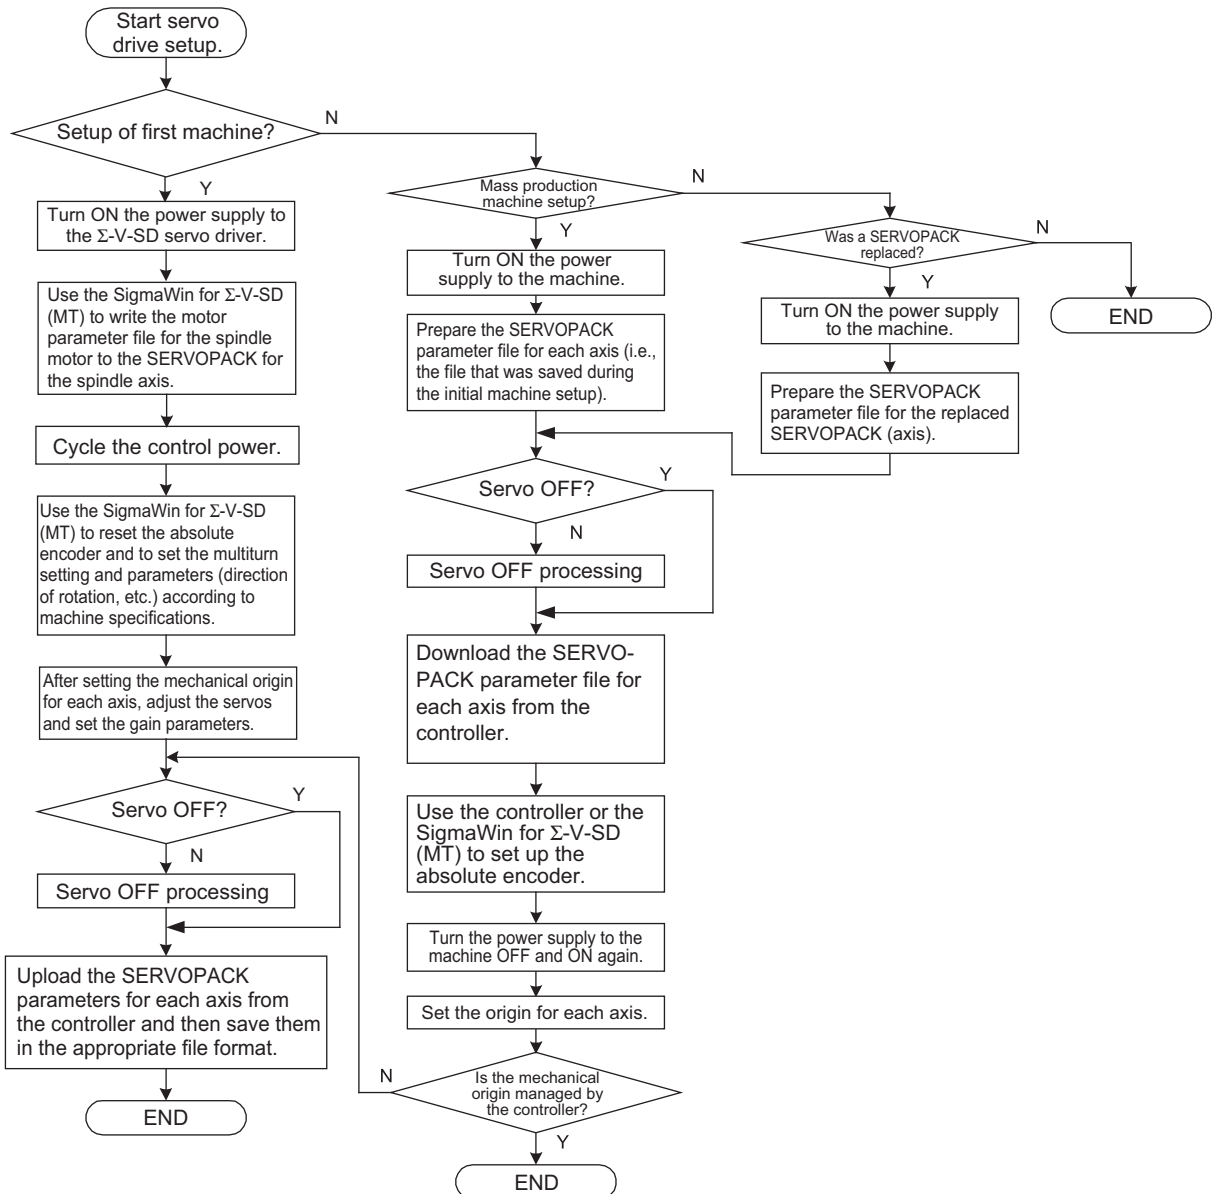 Start servo
drive setup.
Setup of first machine?
N
Y
Turn ON the power supply to
the Σ-V-SD servo driver.
Use the SigmaWin for Σ-V-SD
(MT) to write the motor
parameter file for the spindle
motor to the SERVOPACK for
the spindle axis.
Cycle the control power.
Use the SigmaWin for Σ-V-SD
(MT) to reset the absolute
encoder and to set the multiturn
setting and parameters (direction
of rotation, etc.) according to
machine specifications.
After setting the mechanical origin
for each axis, adjust the servos
and set the gain parameters.
Servo OFF?
Y
N
Servo OFF processing
Upload the SERVOPACK
parameters for each axis from
the controller and then save them
in the appropriate file format.
END
Mass production
machine setup?
N
Y
Turn ON the power
supply to the machine.
Prepare the SERVOPACK
parameter file for each axis (i.e.,
the file that was saved during
the initial machine setup).
Servo OFF?
Y
N
Servo OFF processing
Download the SERVO-
PACK parameter file for
each axis from the
controller.
Use the controller or the
SigmaWin for Σ-V-SD
(MT) to set up the
absolute encoder.
Turn the power supply to the
machine OFF and ON again.
Set the origin for each axis.
Is the mechanical
origin managed by
the controller?
N
Y
END
Was a SERVOPACK
replaced?
N
Y
Turn ON the power supply
to the machine.
Prepare the SERVOPACK
parameter file for the replaced
SERVOPACK (axis).
END